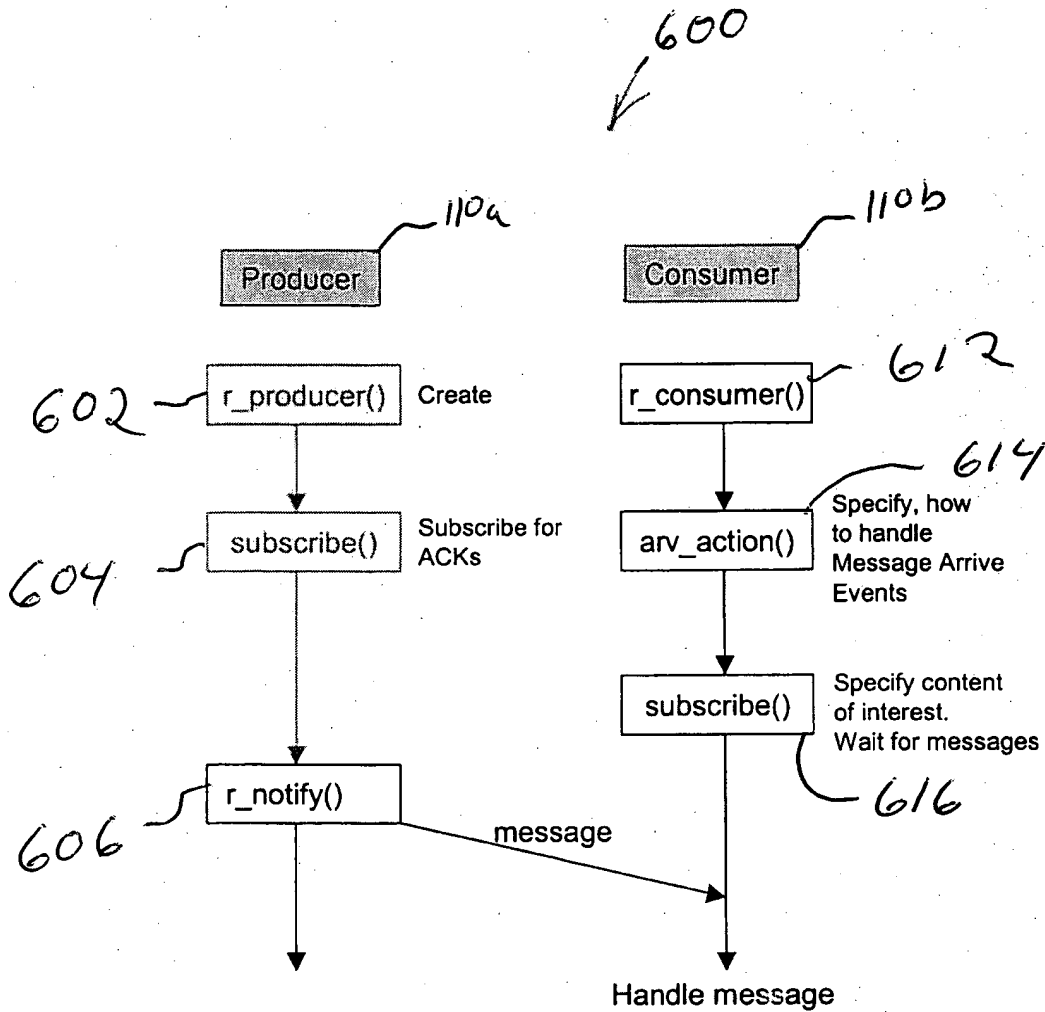 600
110a
110b
Producer
Consumer
602
r_producer()
Create
r_consumer()
612
614
604
subscribe()
Subscribe for
ACKs
arv_action()
Specify, how
to handle
Message Arrive
Events
subscribe()
Specify content
of interest.
Wait for messages
616
606
r_notify()
message
Handle message